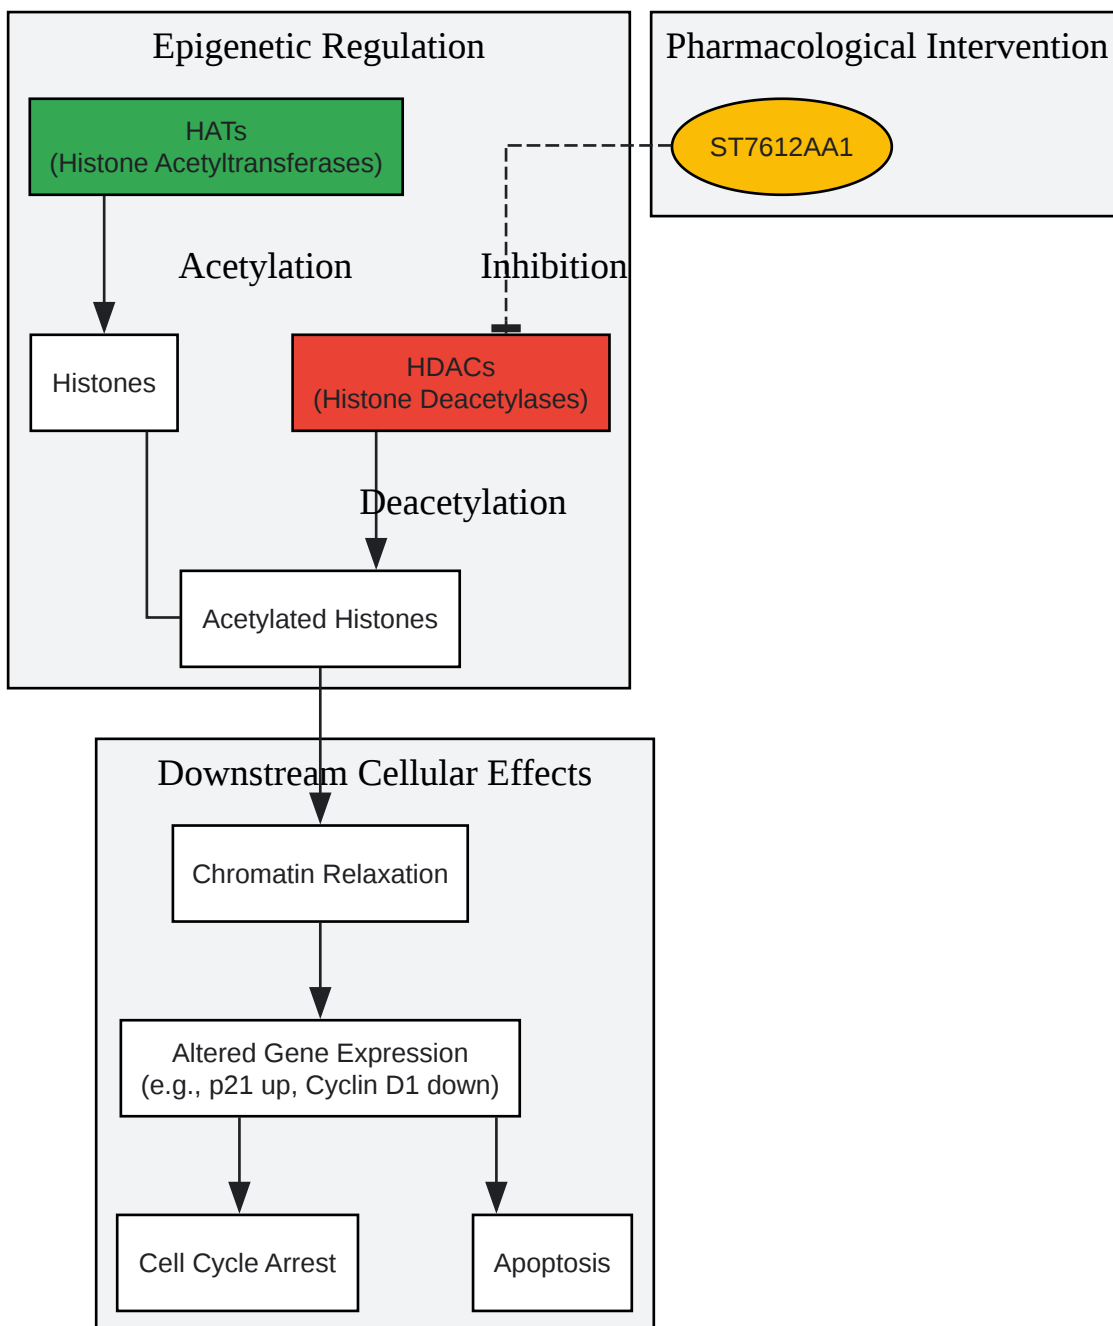 Epigenetic Regulation
Pharmacological Intervention
HATs
(Histone Acetyltransferases)
ST7612AA1
Acetylation
Inhibition
Histones
HDACs
(Histone Deacetylases)
Deacetylation
Acetylated Histones
Downstream Cellular Effects
Chromatin Relaxation
Altered Gene Expression
(e.g., p21 up, Cyclin D1 down)
Cell Cycle Arrest
Apoptosis